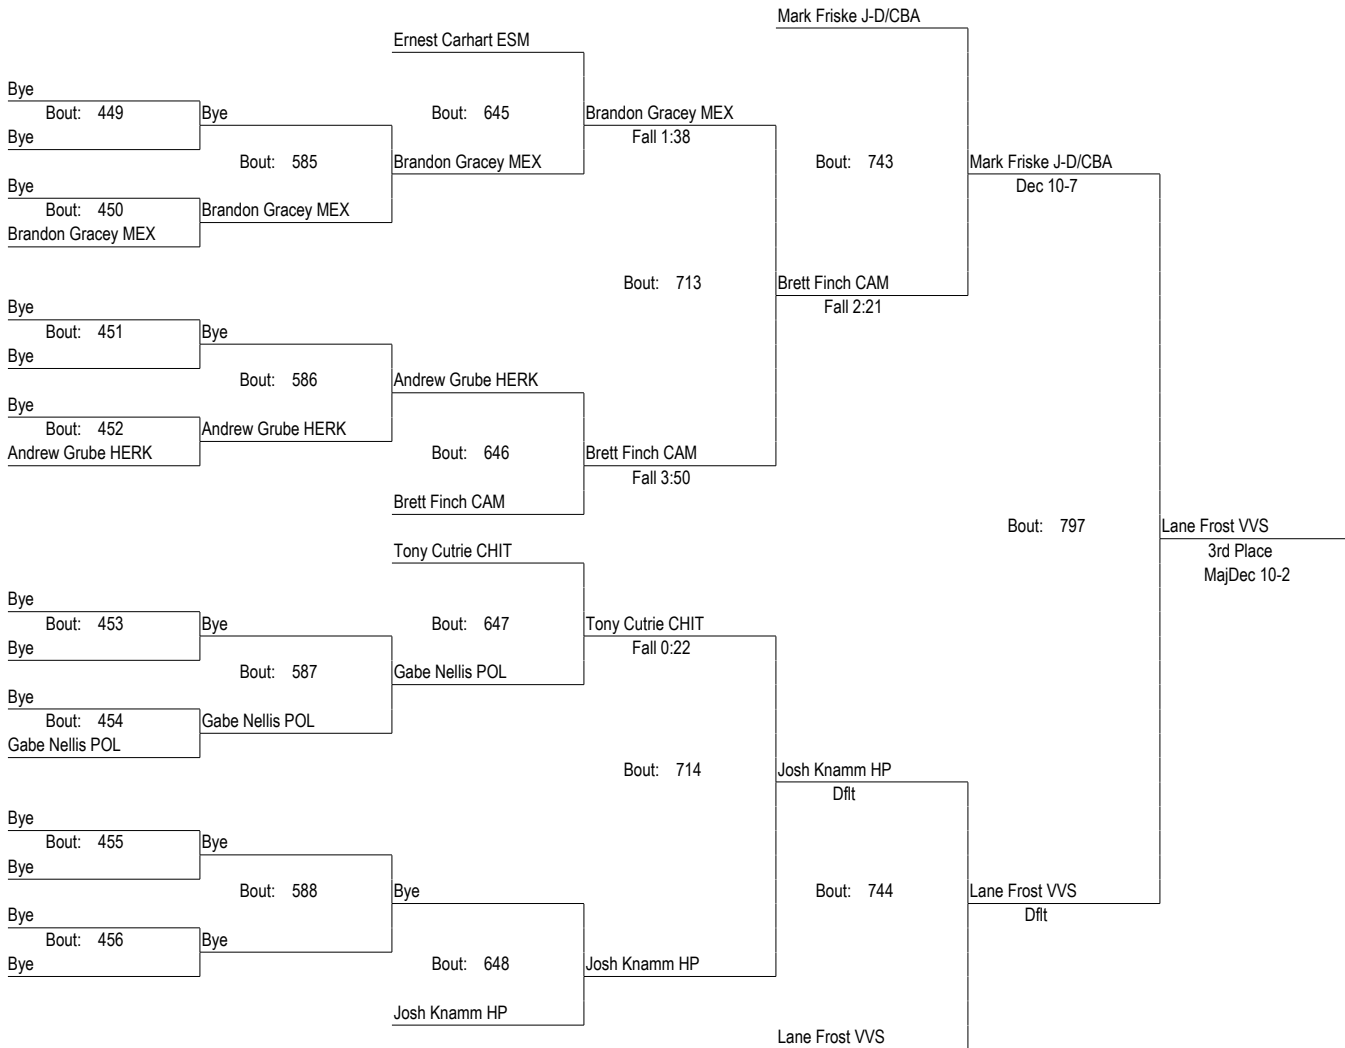 Mark Friske J-D/CBA
Ernest Carhart ESM
Bye
Bout: 449
Bye
Bout: 645
Brandon Gracey MEX
Bye
Fall 1:38
Bout: 585
Brandon Gracey MEX
Bout: 743
Mark Friske J-D/CBA
Bye
Dec 10-7
Bout: 450
Brandon Gracey MEX
Brandon Gracey MEX
Bout: 713
Brett Finch CAM
Bye
Fall 2:21
Bout: 451
Bye
Bye
Bout: 586
Andrew Grube HERK
Bye
Bout: 452
Andrew Grube HERK
Andrew Grube HERK
Bout: 646
Brett Finch CAM
Fall 3:50
Brett Finch CAM
Bout: 797
Lane Frost VVS
Tony Cutrie CHIT
3rd Place
MajDec 10-2
Bye
Bout: 453
Bye
Bout: 647
Tony Cutrie CHIT
Bye
Fall 0:22
Bout: 587
Gabe Nellis POL
Bye
Bout: 454
Gabe Nellis POL
Gabe Nellis POL
Bout: 714
Josh Knamm HP
Dflt
Bye
Bout: 455
Bye
Bye
Bout: 588
Bye
Bout: 744
Lane Frost VVS
Bye
Dflt
Bout: 456
Bye
Bye
Bout: 648
Josh Knamm HP
Josh Knamm HP
Lane Frost VVS